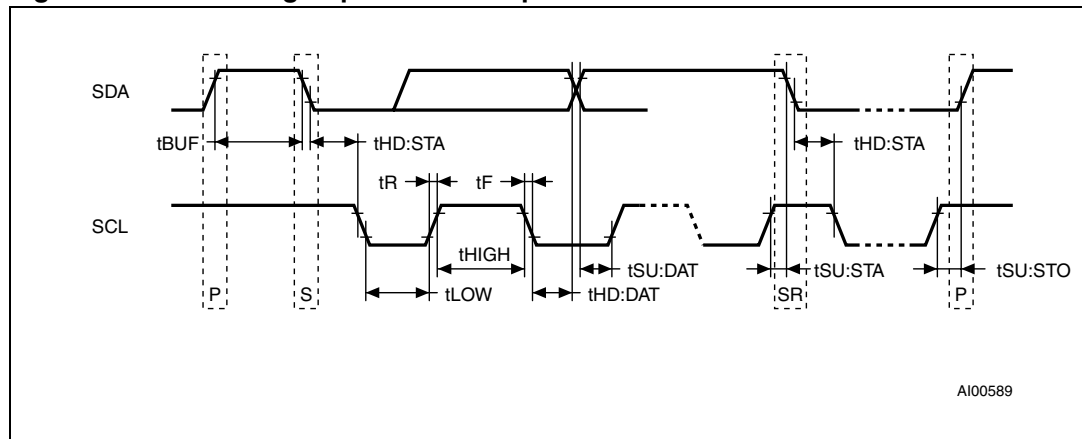 SDA
tBUF
tHD:STA
tHD:STA
tR
tF
SCL
tHIGH
tSU:DAT
tSU:STA
tSU:STO
tLOW
tHD:DAT
P
S
SR
P
AI00589